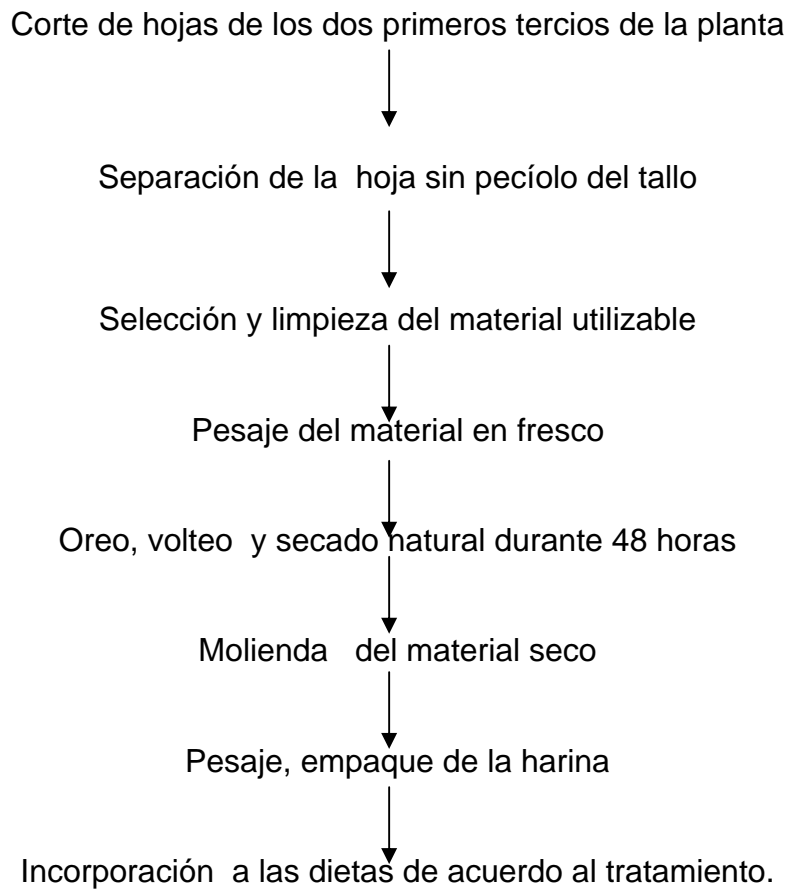 Corte de hojas de los dos primeros tercios de la planta
Separación de la hoja sin pecíolo del tallo
Selección y limpieza del material utilizable
Pesaje del material en fresco
Oreo, volteo y secado natural durante 48 horas
Molienda del material seco
Pesaje, empaque de la harina
Incorporación a las dietas de acuerdo al tratamiento.